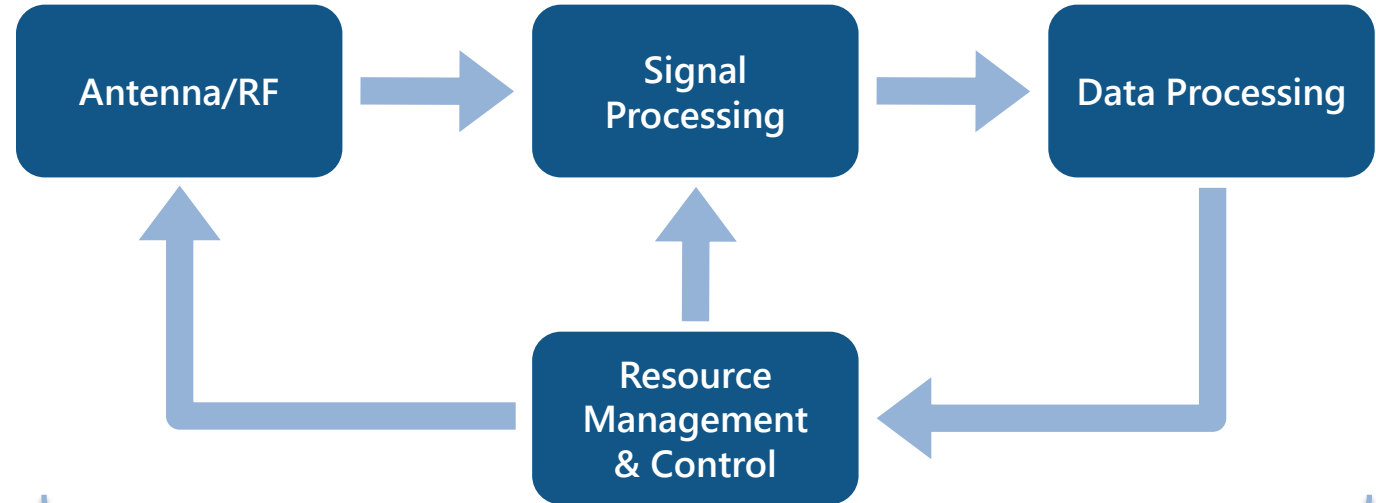 Antenna/RF
Signal
Processing
Data Processing
Resource
Management
& Control